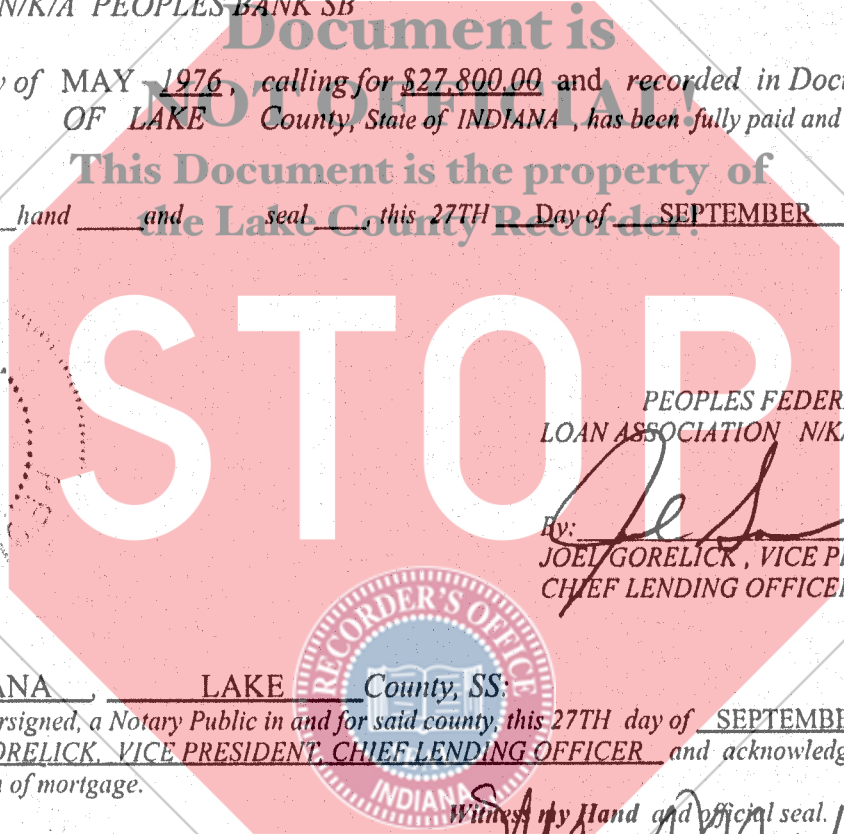 N/K/A PEOPLES BANK SB
Document is
y of MAY 1976, calling for $27,800,00 and recorded in Doc
NOT OFFICIAL!
OF LAKE County, State of INDIANA , has been fully paid and
This Document is the property of
hand and seal , this 27TH Day of SEPTEMBER
the Lake County Recorder!
STOP
PEOPLES FEDER
LOAN ASSOCIATION N/K/
By:
JOEL GORELICK , VICE P
CHIEF LENDING OFFICE
RECORDER'S OFFICE
INDIANA
ANA , LAKE County, SS:
ersigned, a Notary Public in and for said county, this 27TH day of SEPTEMBE
ORELICK, VICE PRESIDENT, CHIEF LENDING OFFICER and acknowledg
n of mortgage.
Witness my Hand and official seal.